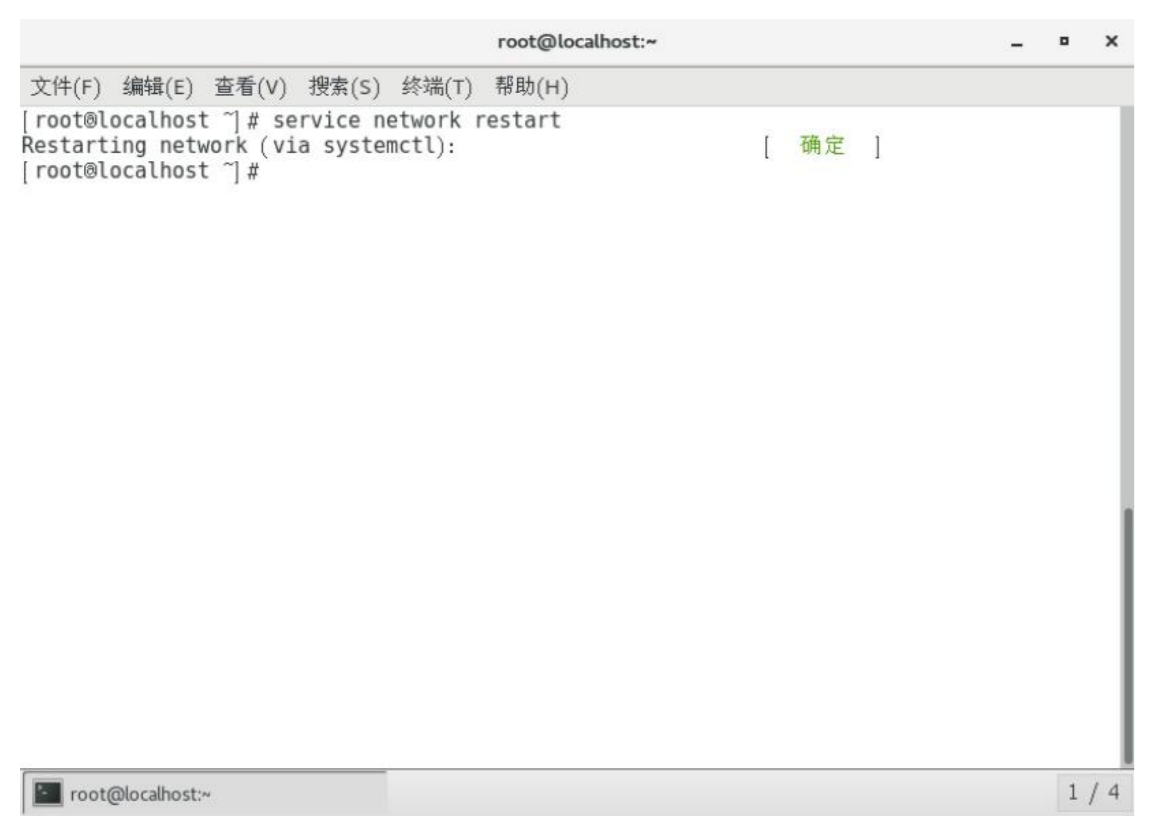 root@localhost:~
文件(F) 编辑(E) 查看(V) 搜索(S) 终端(T) 帮助(H)
[root@localhost ~]# service network restart
Restarting network (via systemctl): [ 确定 ]
[root@localhost ~]#
root@localhost:~ 1 / 4